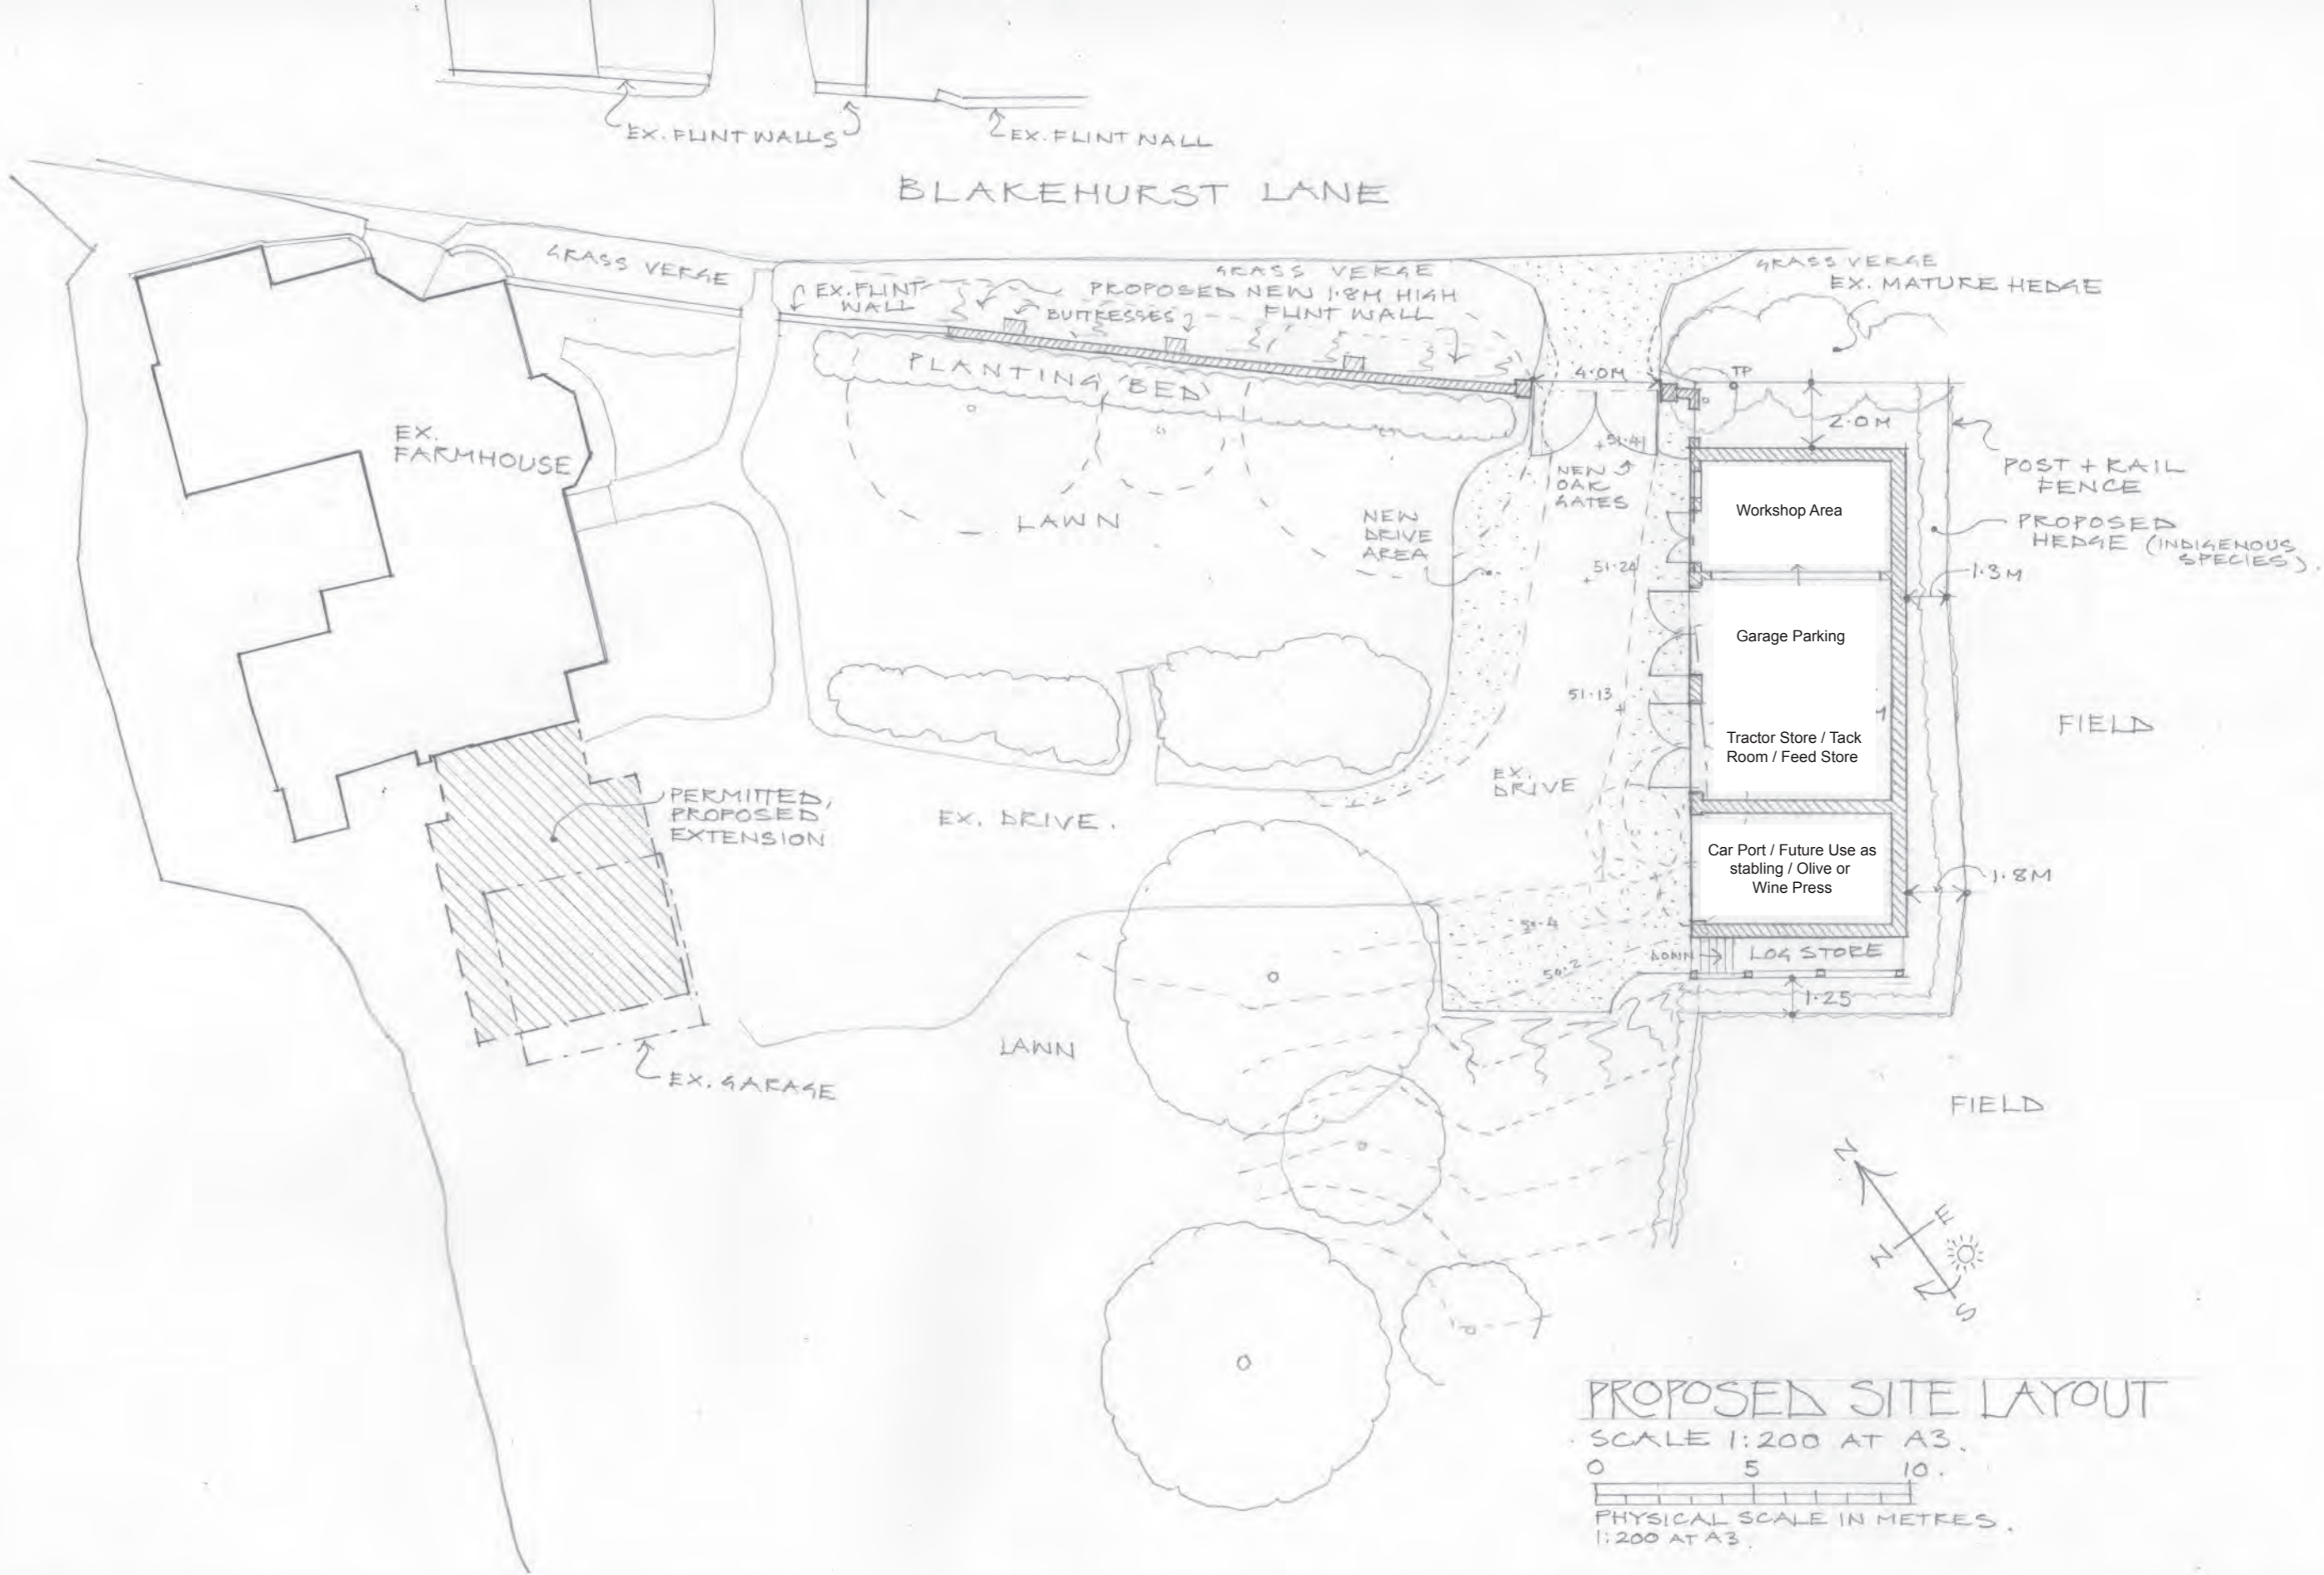 EX. FLINT WALLS
EX. FLINT WALL
BLAKEHURST LANE
GRASS VERGE
EX. FLINT
WALL
GRASS VERGE
PROPOSED NEW 1.8M HIGH
FLINT WALL
BUTTRESSES
GRASS VERGE
EX. MATURE HEDGE
PLANTING BED
4.0M
TP
2.0M
EX.
FARMHOUSE
51.41
NEW
OAK
GATES
POST + RAIL
FENCE
LAWN
NEW
DRIVE
AREA
Workshop Area
PROPOSED
HEDGE (INDIGENOUS
SPECIES).
51.24
1.3M
Garage Parking
51.13
FIELD
Tractor Store / Tack
Room / Feed Store
EX.
DRIVE
PERMITTED,
PROPOSED
EXTENSION
EX. DRIVE.
Car Port / Future Use as
stabling / Olive or
Wine Press
1.8M
50.4
50.2
DOWN
LOG STORE
1.25
LAWN
EX. GARAGE
FIELD
N
E
W
S
PROPOSED SITE LAYOUT
SCALE 1:200 AT A3.
0 5 10.
PHYSICAL SCALE IN METRES.
1:200 AT A3.